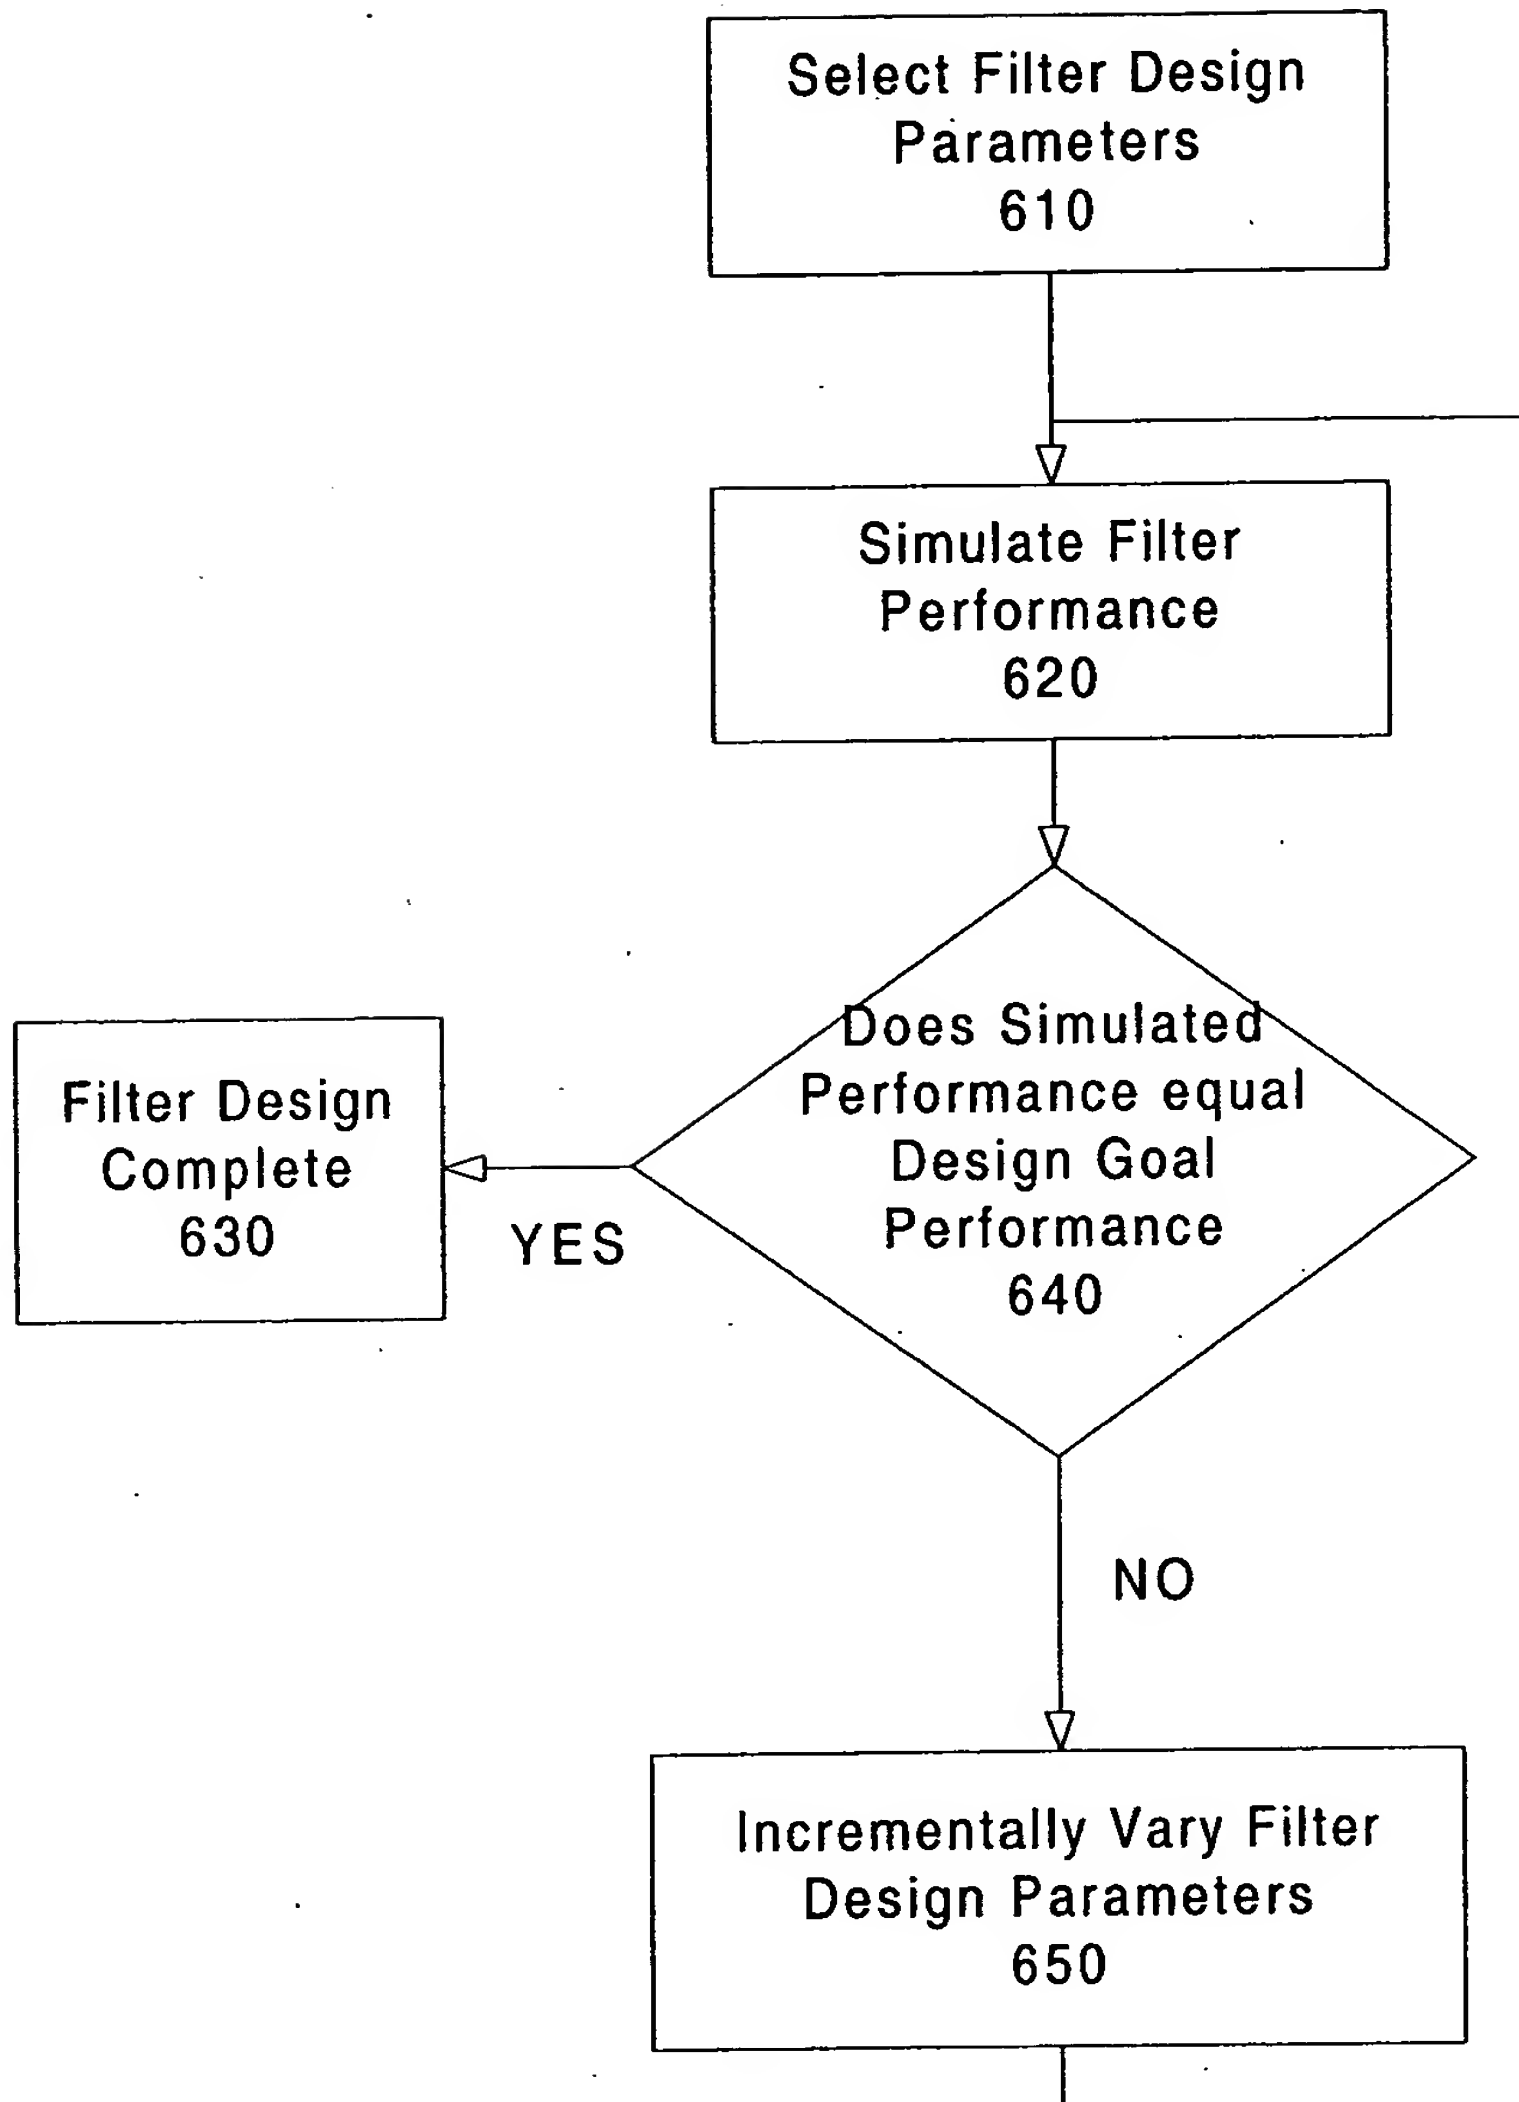 Select Filter Design
Parameters
610
Simulate Filter
Performance
620
Does Simulated
Performance equal
Design Goal
Performance
640
Filter Design
Complete
630
YES
NO
Incrementally Vary Filter
Design Parameters
650